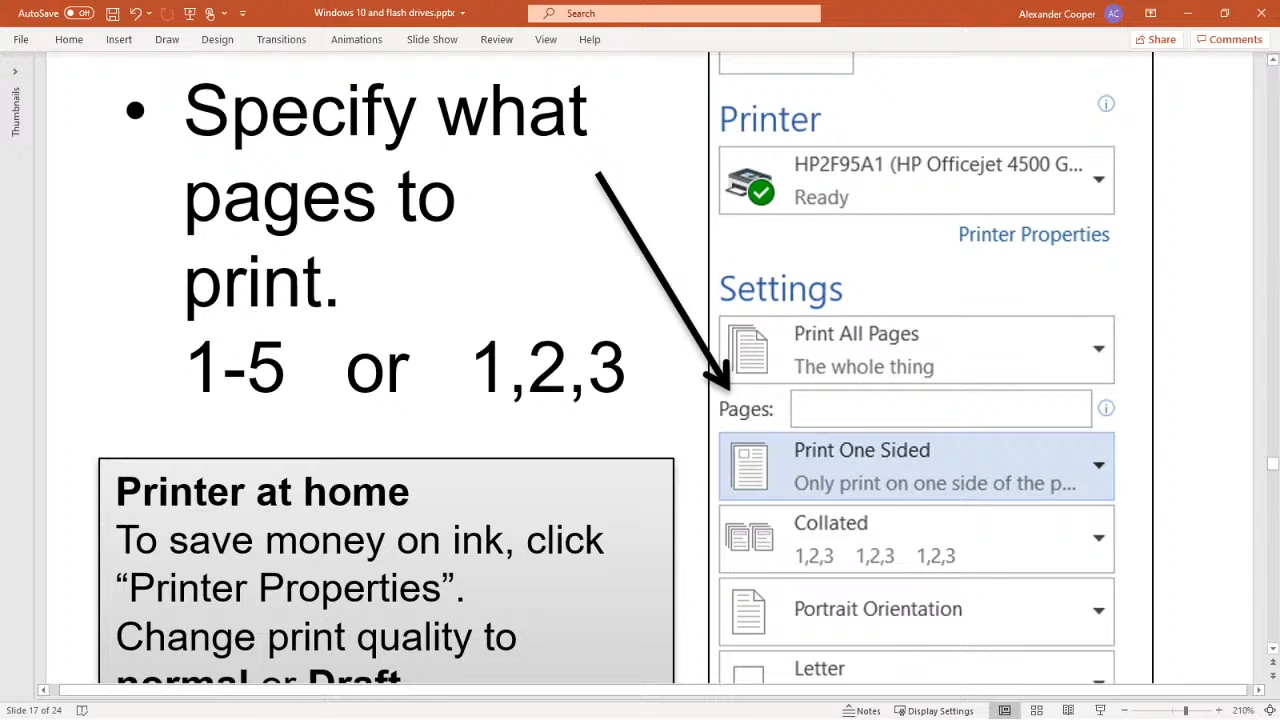 AutoSave Off
Windows 10 and flash drives.pptx
Search
Alexander Cooper AC
File Home Insert Draw Design Transitions Animations Slide Show Review View Help
Share Comments
Thumbnails
• Specify what
pages to
print.
1-5 or 1,2,3
Printer at home
To save money on ink, click
“Printer Properties”.
Change print quality to
normal or Draft
Printer
HP2F95A1 (HP Officejet 4500 G...
Ready
Printer Properties
Settings
Print All Pages
The whole thing
Pages:
Print One Sided
Only print on one side of the p...
Collated
1,2,3 1,2,3 1,2,3
Portrait Orientation
Letter
Slide 17 of 24
Notes Display Settings 210%